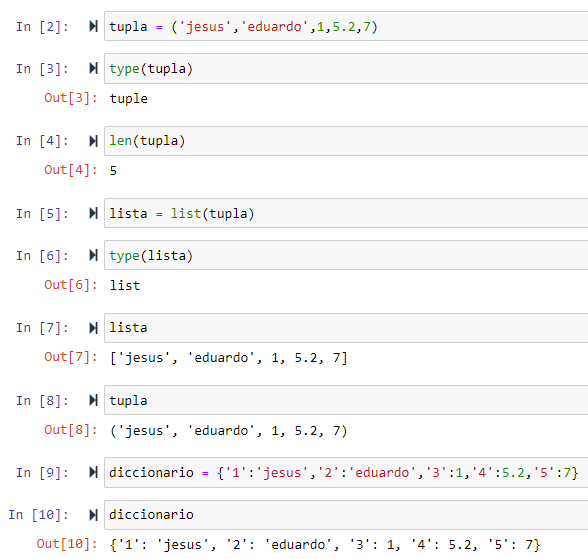 In [2]: tupla = ('jesus','eduardo',1,5.2,7)
In [3]: type(tupla)
Out[3]: tuple
In [4]: len(tupla)
Out[4]: 5
In [5]: lista = list(tupla)
In [6]: type(lista)
Out[6]: list
In [7]: lista
Out[7]: ['jesus', 'eduardo', 1, 5.2, 7]
In [8]: tupla
Out[8]: ('jesus', 'eduardo', 1, 5.2, 7)
In [9]: diccionario = {'1':'jesus','2':'eduardo','3':1,'4':5.2,'5':7}
In [10]: diccionario
Out[10]: {'1': 'jesus', '2': 'eduardo', '3': 1, '4': 5.2, '5': 7}